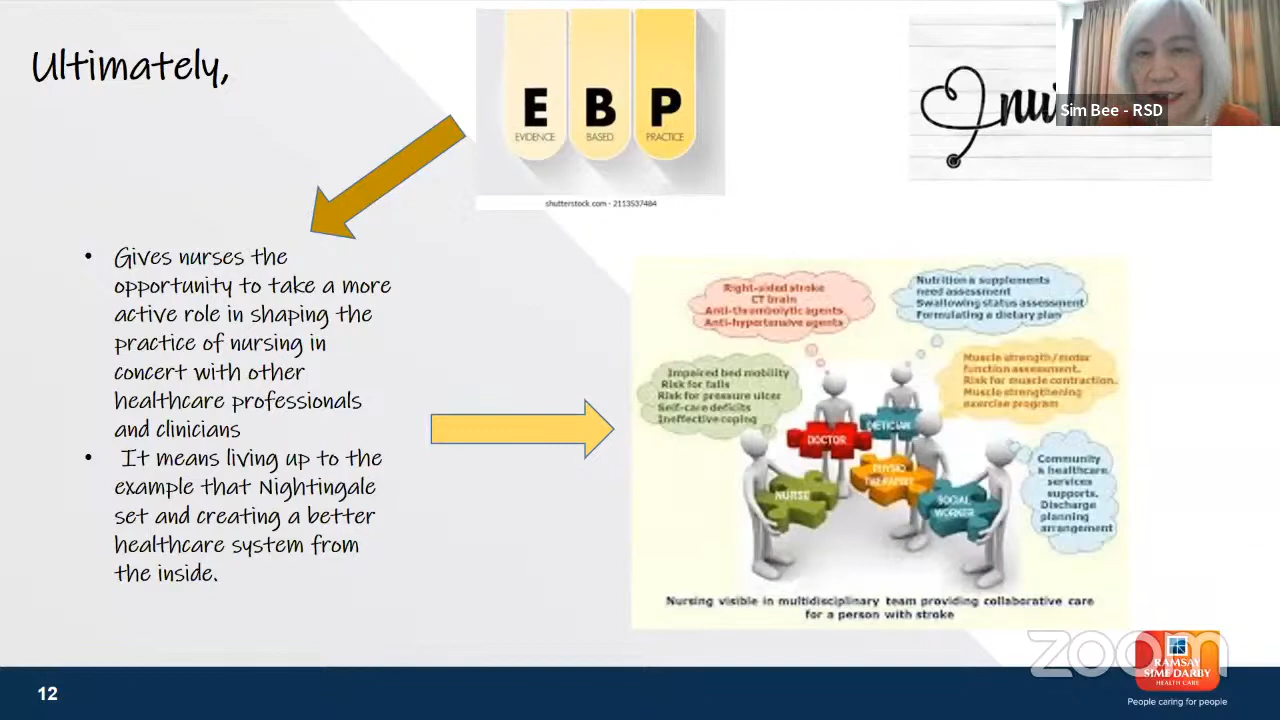 Ultimately,
E B P
EVIDENCE BASED PRACTICE
shutterstock.com · 2113537484
Sim Bee - RSD
• Gives nurses the
opportunity to take a more
active role in shaping the
practice of nursing in
concert with other
healthcare professionals
and clinicians
• It means living up to the
example that Nightingale
set and creating a better
healthcare system from
the inside.
Right-sided stroke
CT brain
Anti-thrombolytic agents
Anti-hypertensive agents
Nutrition & supplements
need assessment
Swallowing status assessment
Formulating a dietary plan
Impaired bed mobility
Risk for falls
Risk for pressure ulcer
Self-care deficits
Ineffective coping
Muscle strength/motor
function assessment.
Risk for muscle contraction.
Muscle strengthening
exercise program
Community
& healthcare
services
supports.
Discharge
planning
arrangement
DOCTOR
DIETICIAN
NURSE
PHYSIO
THERAPIST
SOCIAL
WORKER
Nursing visible in multidisciplinary team providing collaborative care
for a person with stroke
zoom
RAMSAY
SIME DARBY
HEALTH CARE
People caring for people
12